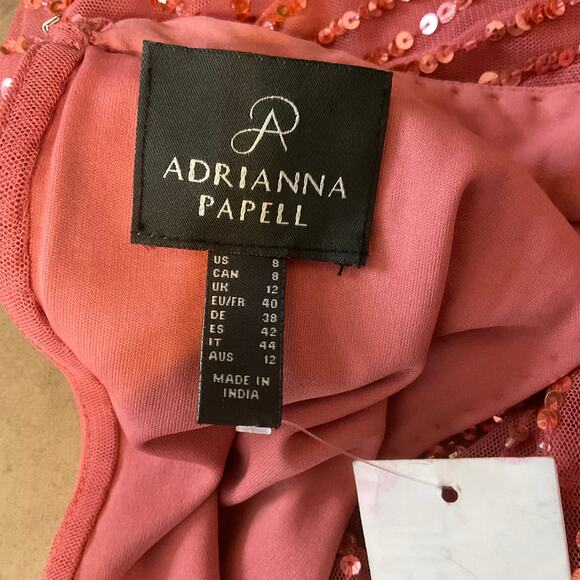 ADRIANNA
PAPELL
US 8
CAN 8
UK 12
EU/FR 40
DE 38
ES 42
IT 44
AUS 12
MADE IN
INDIA